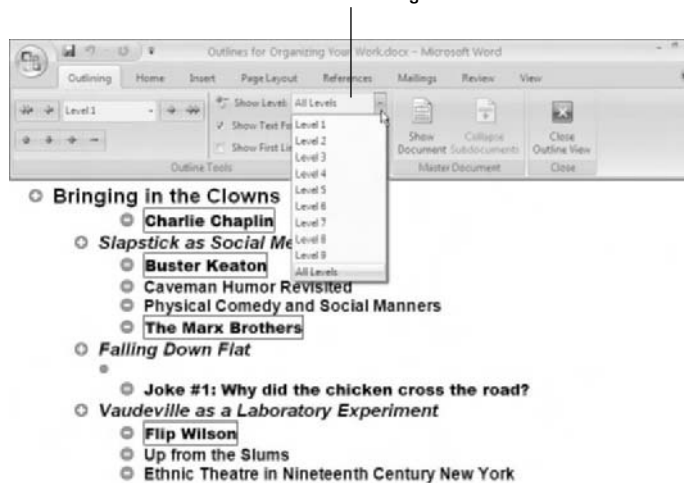 Outlines for Organizing Your Work.docx - Microsoft Word
Outlining Home Insert Page Layout References Mailings Review View
Level 1
Show Level: All Levels
Show Text Fo
Show First Lin
Show Document
Collapse Subdocuments
Close Outline View
Outline Tools
Master Document
Close
Level 1
Level 2
Level 3
Level 4
Level 5
Level 6
Level 7
Level 8
Level 9
All Levels
Bringing in the Clowns
Charlie Chaplin
Slapstick as Social Me
Buster Keaton
Caveman Humor Revisited
Physical Comedy and Social Manners
The Marx Brothers
Falling Down Flat
Joke #1: Why did the chicken cross the road?
Vaudeville as a Laboratory Experiment
Flip Wilson
Up from the Slums
Ethnic Theatre in Nineteenth Century New York